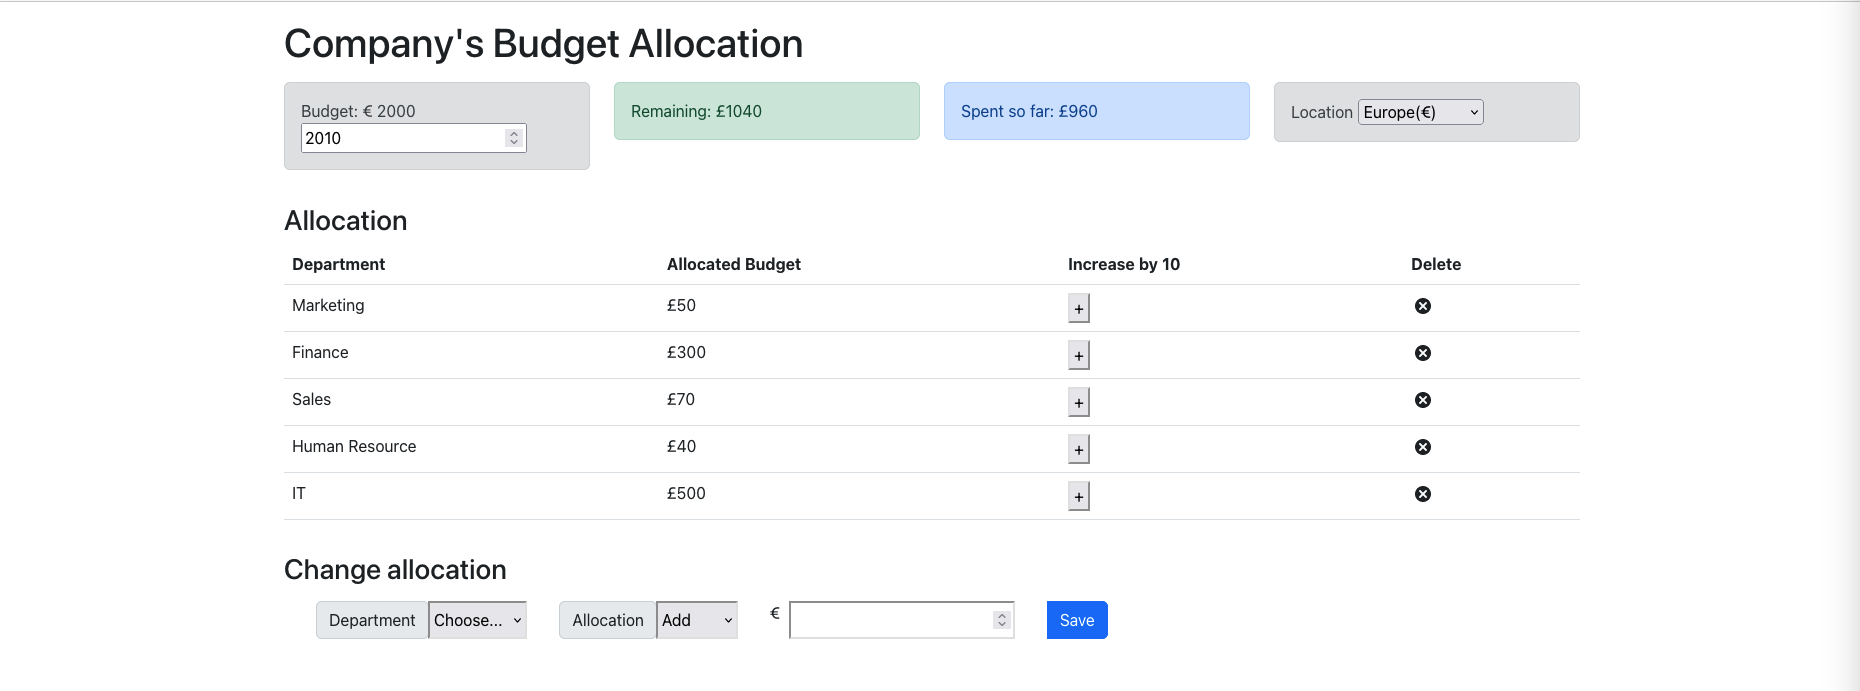 Company's Budget Allocation
Budget: € 2000
2010
Remaining: £1040
Spent so far: £960
Location Europe(€)
Allocation
Department Allocated Budget Increase by 10 Delete
Marketing £50 +
Finance £300 +
Sales £70 +
Human Resource £40 +
IT £500 +
Change allocation
Department Choose... Allocation Add € Save